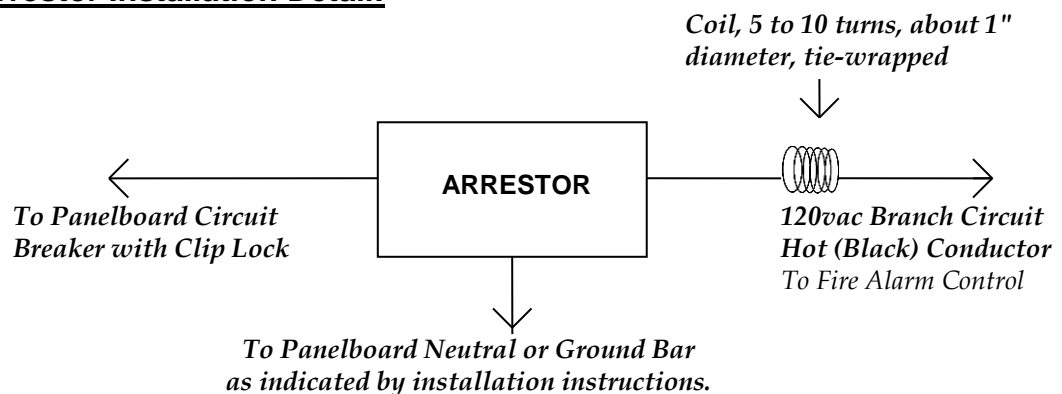 Installation Detail
Coil, 5 to 10 turns, about 1"
diameter, tie-wrapped
ARRESTOR
To Panelboard Circuit
Breaker with Clip Lock
120vac Branch Circuit
Hot (Black) Conductor
To Fire Alarm Control
To Panelboard Neutral or Ground Bar
as indicated by installation instructions.